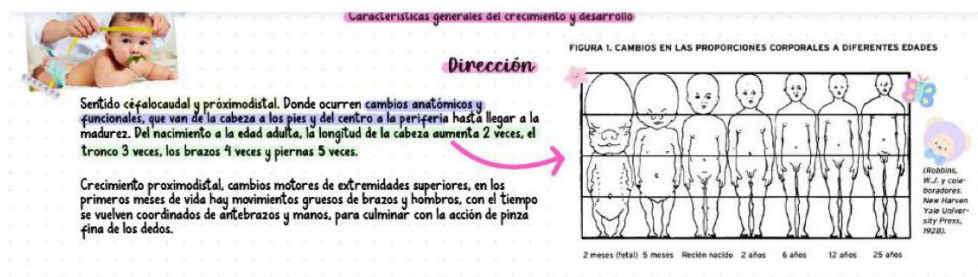 Características generales del crecimiento y desarrollo
Dirección
Sentido céfalocaudal y próximodistal. Donde ocurren cambios anatómicos y
funcionales, que van de la cabeza a los pies y del centro a la periferia hasta llegar a la
madurez. Del nacimiento a la edad adulta, la longitud de la cabeza aumenta 2 veces, el
tronco 3 veces, los brazos 4 veces y piernas 5 veces.
Crecimiento proximodistal, cambios motores de extremidades superiores, en los
primeros meses de vida hay movimientos gruesos de brazos y hombros, con el tiempo
se vuelven coordinados de antebrazos y manos, para culminar con la acción de pinza
fina de los dedos.
FIGURA 1. CAMBIOS EN LAS PROPORCIONES CORPORALES A DIFERENTES EDADES
(Robbins,
W.J. y cola-
boradores.
New Harven
Yale Univer-
sity Press,
1928).
2 meses (fetal) 5 meses Recién nacido 2 años 6 años 12 años 25 años